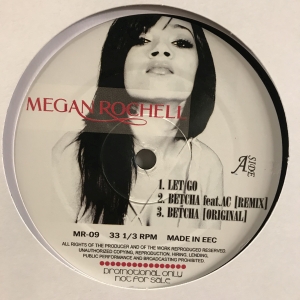 MEGAN ROCHELL
A SIDE
1. LET GO
2. BETCHA feat.AC [REMIX]
3. BETCHA [ORIGINAL]
MR-09 33 1/3 RPM MADE IN EEC
ALL RIGHTS OF THE PRODUCER AND OF THE WORK REPRODUCED RESERVED.
UNAUTHORIZED COPYING, REPRODUCTION, HIRING, LENDING,
PUBLIC PERFORMANCE AND BROADCASTING PROHIBITED.
promotional only
not for sale